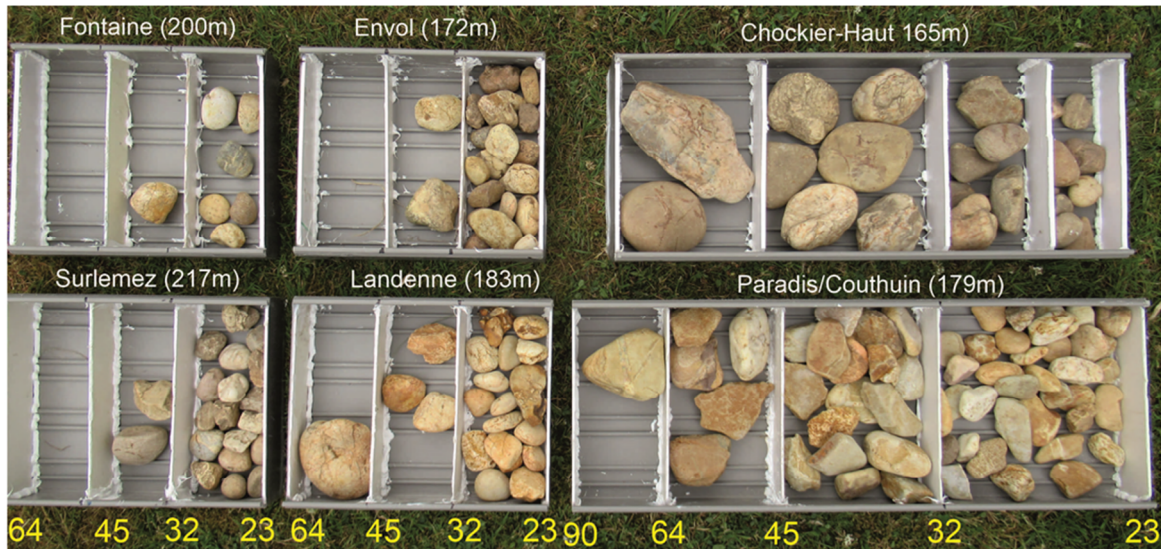 Fontaine (200m) Envol (172m) Chockier-Haut 165m)
Surlemez (217m) Landenne (183m) Paradis/Couthuin (179m)
64 45 32 23 64 45 32 23 90 64 45 32 23